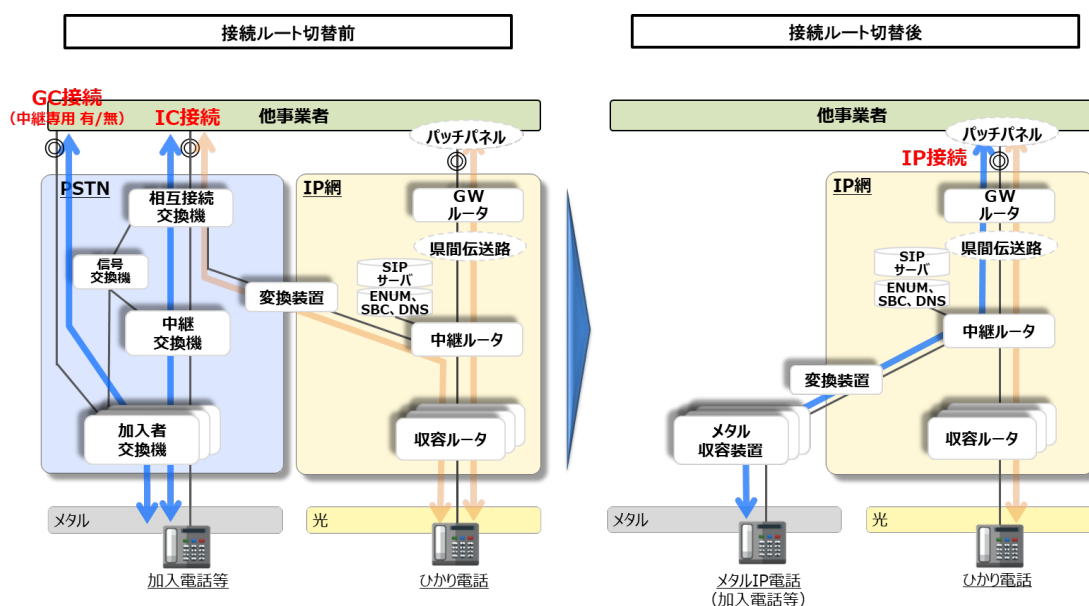 接続ルート切替前
GC接続
(中継専用 有/無)
IC接続
他事業者
パッチパネル
PSTN
IP網
相互接続
交換機
GW
ルータ
信号
交換機
県間伝送路
SIP
サーバ
変換装置
ENUM、
SBC、DNS
中継
交換機
中継ルータ
加入者
交換機
収容ルータ
メタル
光
加入電話等
ひかり電話
接続ルート切替後
他事業者
パッチパネル
IP接続
IP網
GW
ルータ
県間伝送路
SIP
サーバ
ENUM、
SBC、DNS
中継ルータ
変換装置
メタル
収容装置
収容ルータ
メタル
光
メタルIP電話
(加入電話等)
ひかり電話